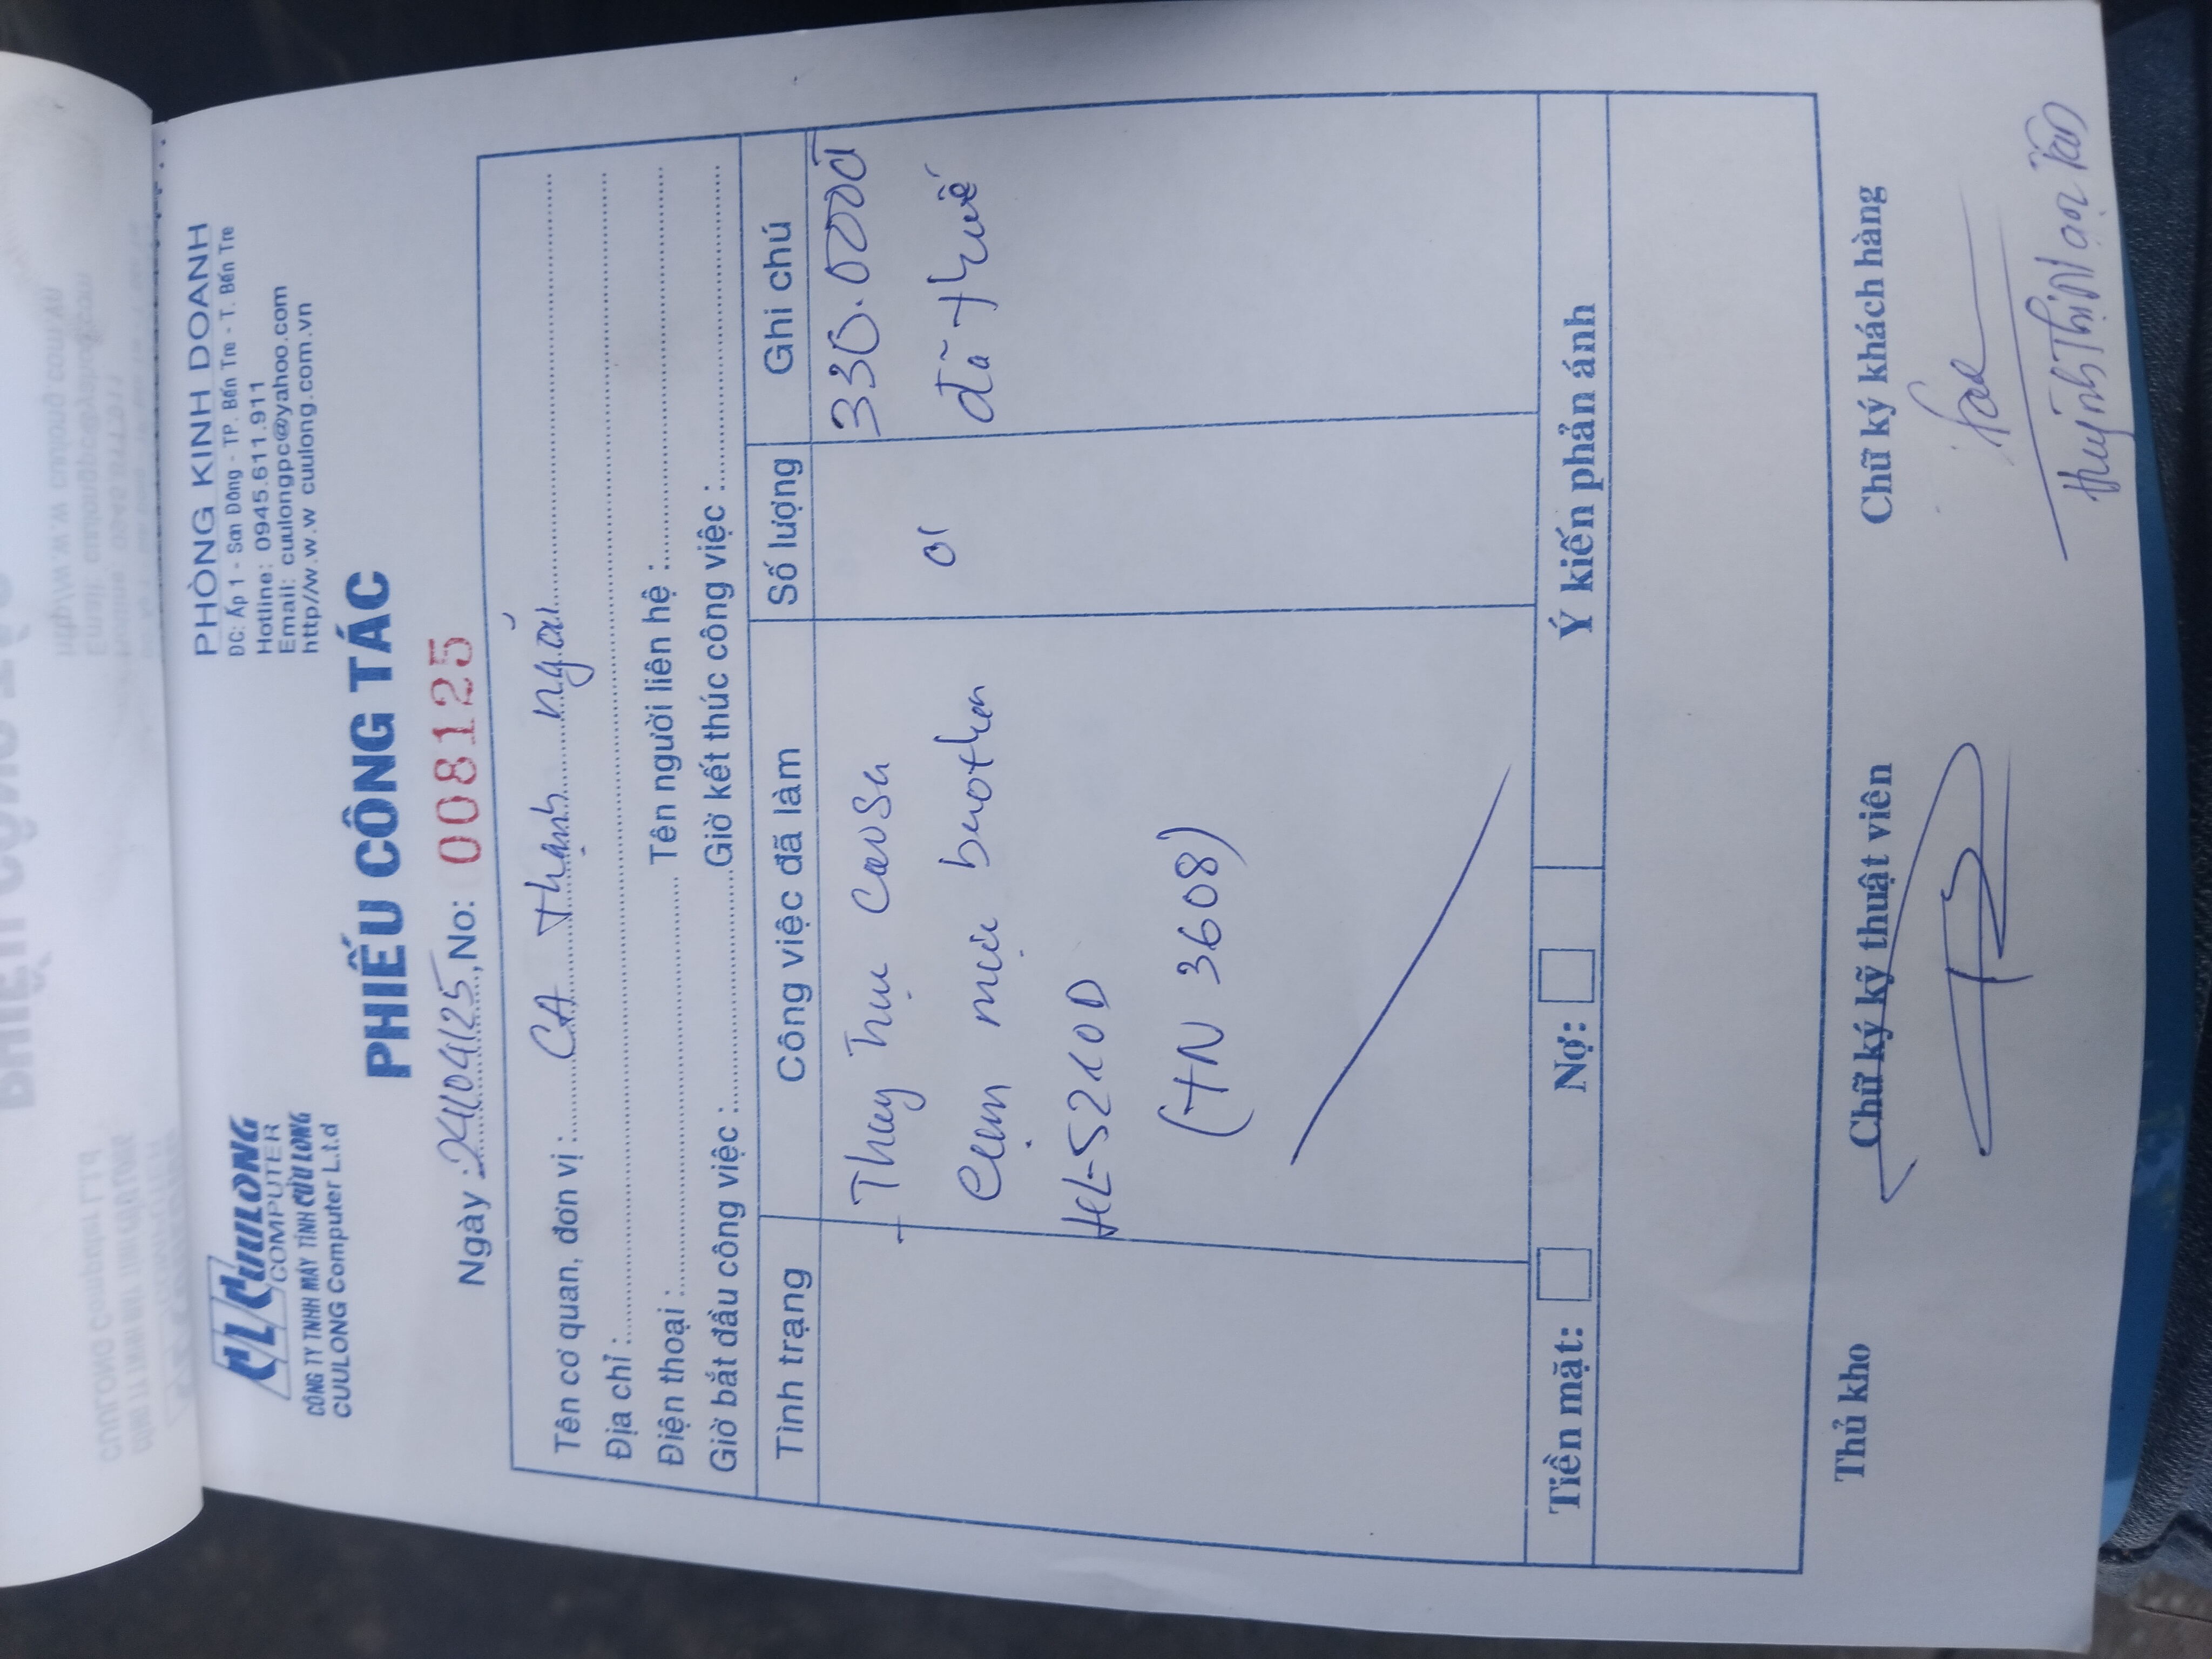 CUULONG
COMPUTER
CÔNG TY TNHH MÁY TÍNH CỬU LONG
CUULONG Computer L.t.d
PHÒNG KINH DOANH
ĐC: Ấp 1 - Sơn Đông - TP. Bến Tre - T. Bến Tre
Hotline: 0945.611.911
Email: cuulongpc@yahoo.com
http//w.w.w cuulong.com.vn
PHIẾU CÔNG TÁC
Ngày : 24/04/25, No: 008125
Tên cơ quan, đơn vị : CA Thạnh Ngãi
Địa chỉ :
Điện thoại : Tên người liên hệ :
Giờ bắt đầu công việc : Giờ kết thúc công việc :
Tình trạng Công việc đã làm Số lượng Ghi chú
- Thay Trục Cao su 330.000đ
Cụm mực brother 01 đã thuế
HL-5210D
(TN 3608)
Tiền mặt: Nợ: Ý kiến phản ánh
Thủ kho Chữ ký kỹ thuật viên Chữ ký khách hàng
Huỳnh Thị Ngọc Trân